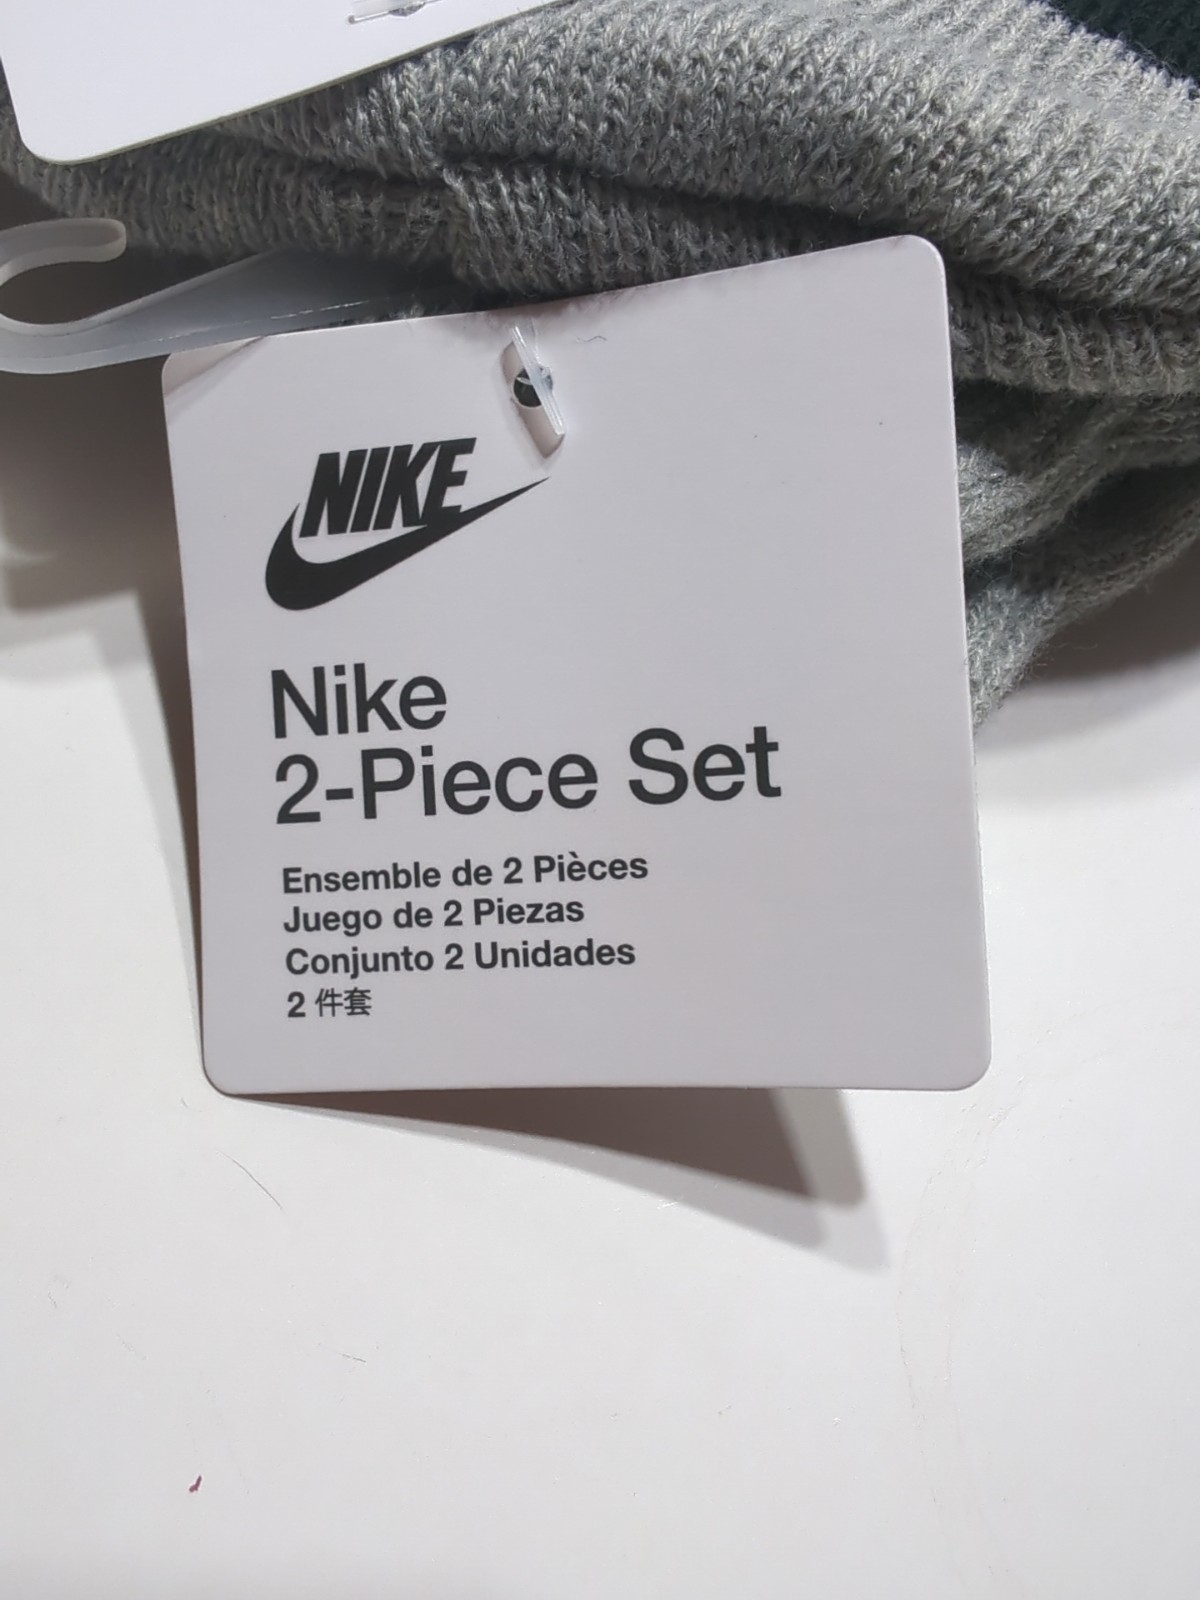 NIKE
Nike
2-Piece Set
Ensemble de 2 Pièces
Juego de 2 Piezas
Conjunto 2 Unidades
2 件套